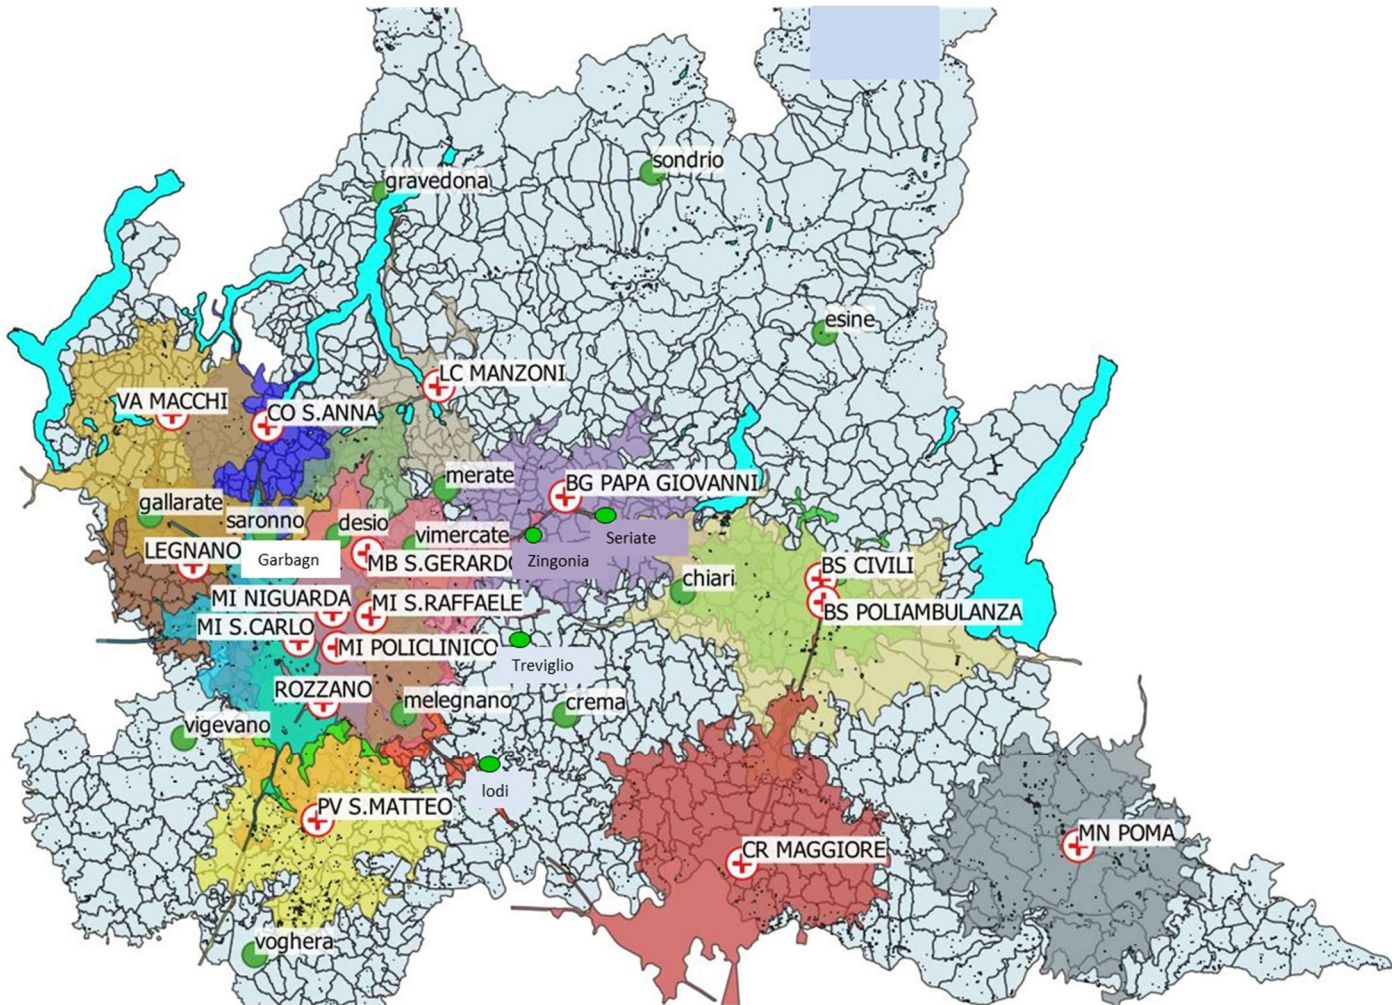 sondrio
gravedona
esine
LC MANZONI
VA MACCHI
CO S.ANNA
merate
BG PAPA GIOVANNI
gallarate
saronno
desio
vimercate
Seriate
LEGNANO
Garbagn
MB S.GERARDO
Zingonia
BS CIVILI
chiari
MI NIGUARDA
MI S.RAFFAELE
BS POLIAMBULANZA
MI S.CARLO
MI POLICLINICO
Treviglio
ROZZANO
melegnano
crema
vigevano
lodi
PV S.MATTEO
MN POMA
CR MAGGIORE
voghera